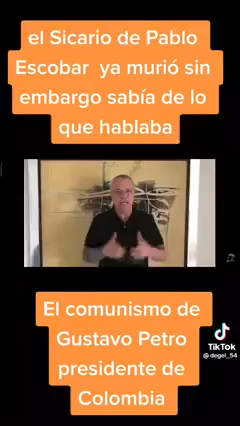 el Sicario de Pablo
Escobar ya murió sin
embargo sabía de lo
que hablaba
El comunismo de
Gustavo Petro
presidente de
Colombia
TikTok
@degel_54